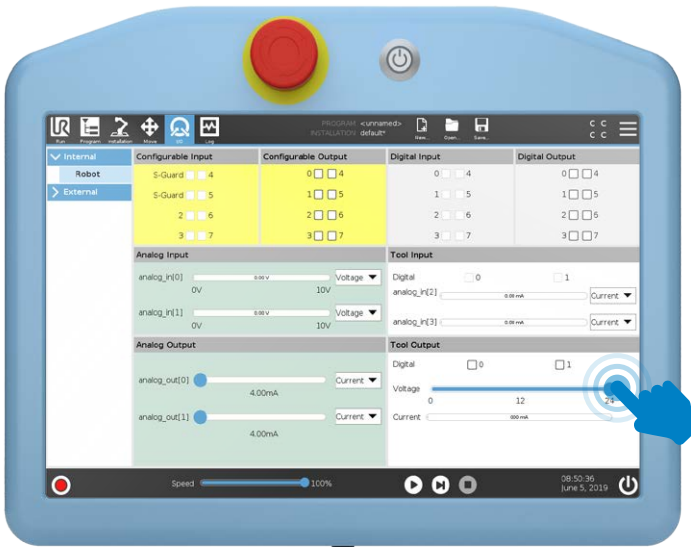 PROGRAM <unnamed>
INSTALLATION default*
UR
Run Program Installation Move I/O Log New... Open... Save...
C C
C C
Internal
Robot
External
Configurable Input
S-Guard 4
S-Guard 5
2 6
3 7
Configurable Output
0 4
1 5
2 6
3 7
Digital Input
0 4
1 5
2 6
3 7
Digital Output
0 4
1 5
2 6
3 7
Analog Input
analog_in[0] 0.00 V Voltage
0V 10V
analog_in[1] 0.00 V Voltage
0V 10V
Tool Input
Digital 0 1
analog_in[2] 0.00 mA Current
analog_in[3] 0.00 mA Current
Analog Output
analog_out[0] Current
4.00mA
analog_out[1] Current
4.00mA
Tool Output
Digital 0 1
Voltage
0 12 24
Current 000 mA
Speed 100%
08:50:36
June 5, 2019